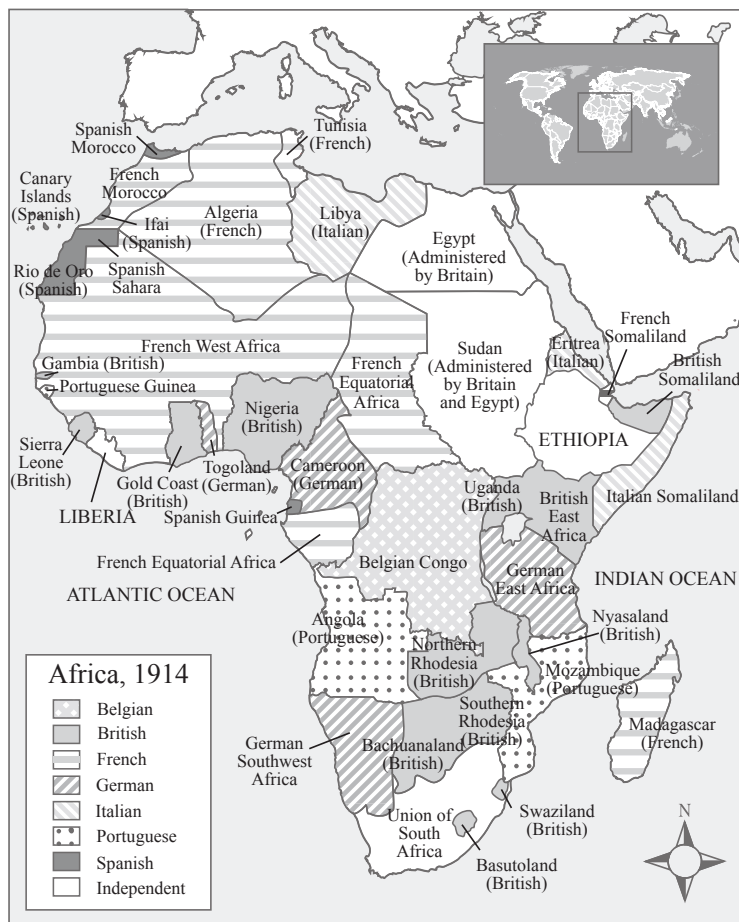 Spanish
Morocco
Tunisia
(French)
French
Morocco
Canary
Islands
(Spanish)
Ifai
(Spanish)
Algeria
(French)
Libya
(Italian)
Egypt
(Administered
by Britain)
Rio de Oro
(Spanish)
Spanish
Sahara
French West Africa
Gambia (British)
Portuguese Guinea
French
Equatorial
Africa
Sudan
(Administered
by Britain
and Egypt)
Eritrea
(Italian)
French
Somaliland
British
Somaliland
Nigeria
(British)
ETHIOPIA
Sierra
Leone
(British)
LIBERIA
Gold Coast
(British)
Togoland
(German)
Cameroon
(German)
Spanish Guinea
Uganda
(British)
British
East
Africa
Italian Somaliland
French Equatorial Africa
Belgian Congo
German
East Africa
INDIAN OCEAN
ATLANTIC OCEAN
Angola
(Portuguese)
Northern
Rhodesia
(British)
Nyasaland
(British)
Mozambique
(Portuguese)
Southern
Rhodesia
(British)
Madagascar
(French)
German
Southwest
Africa
Bachuanaland
(British)
Union of
South
Africa
Swaziland
(British)
Basutoland
(British)
N
Africa, 1914
Belgian
British
French
German
Italian
Portuguese
Spanish
Independent